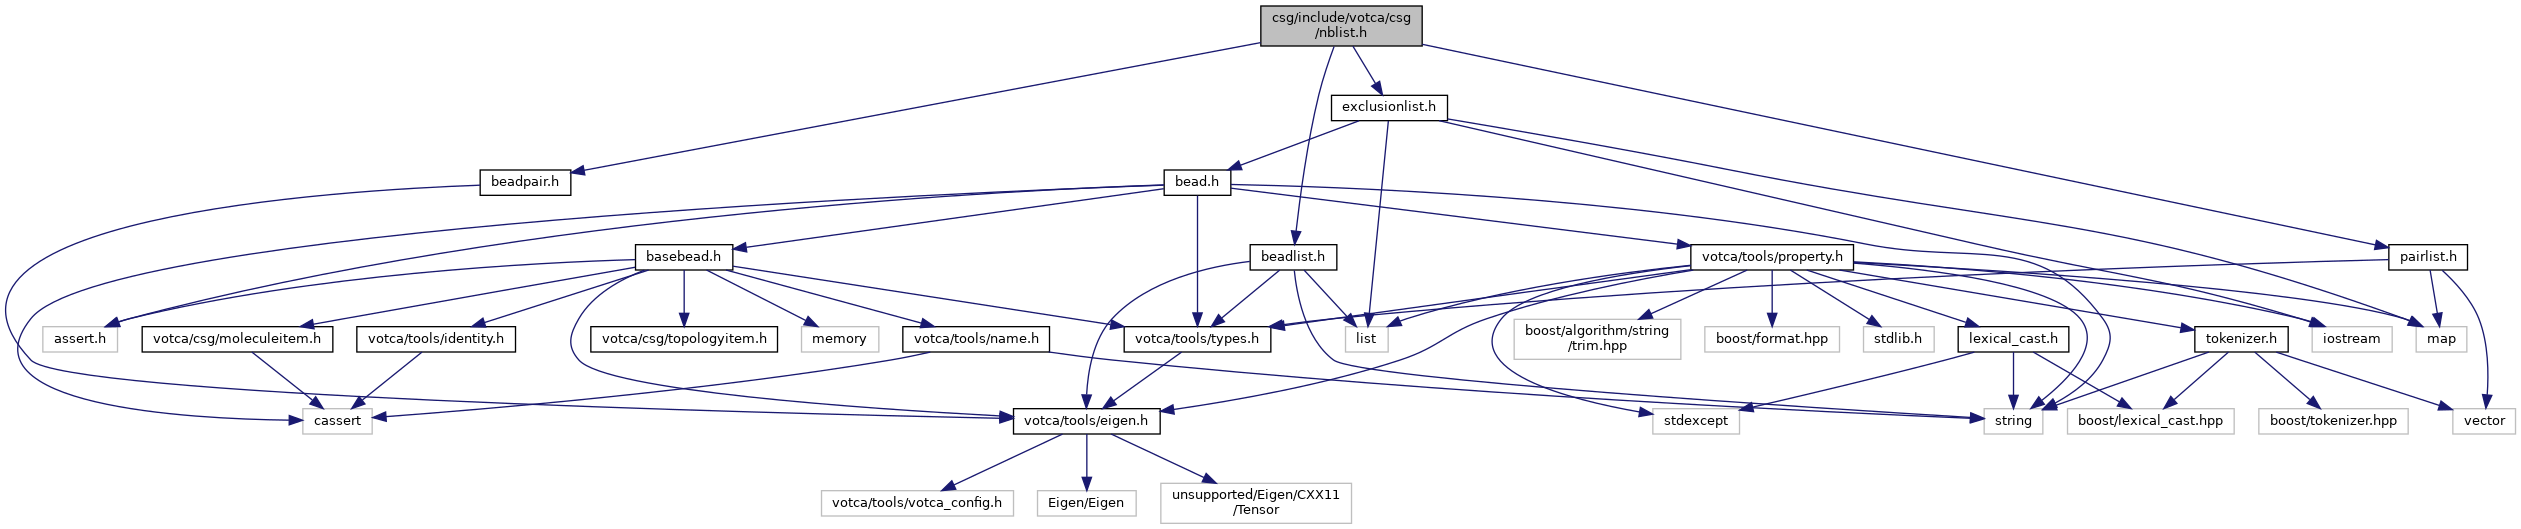 csg/include/votca/csg
/nblist.h
exclusionlist.h
beadpair.h
bead.h
basebead.h
beadlist.h
votca/tools/property.h
pairlist.h
assert.h
votca/csg/moleculeitem.h
votca/tools/identity.h
votca/csg/topologyitem.h
memory
votca/tools/name.h
votca/tools/types.h
list
boost/algorithm/string
/trim.hpp
boost/format.hpp
stdlib.h
lexical_cast.h
tokenizer.h
iostream
map
cassert
votca/tools/eigen.h
stdexcept
string
boost/lexical_cast.hpp
boost/tokenizer.hpp
vector
votca/tools/votca_config.h
Eigen/Eigen
unsupported/Eigen/CXX11
/Tensor